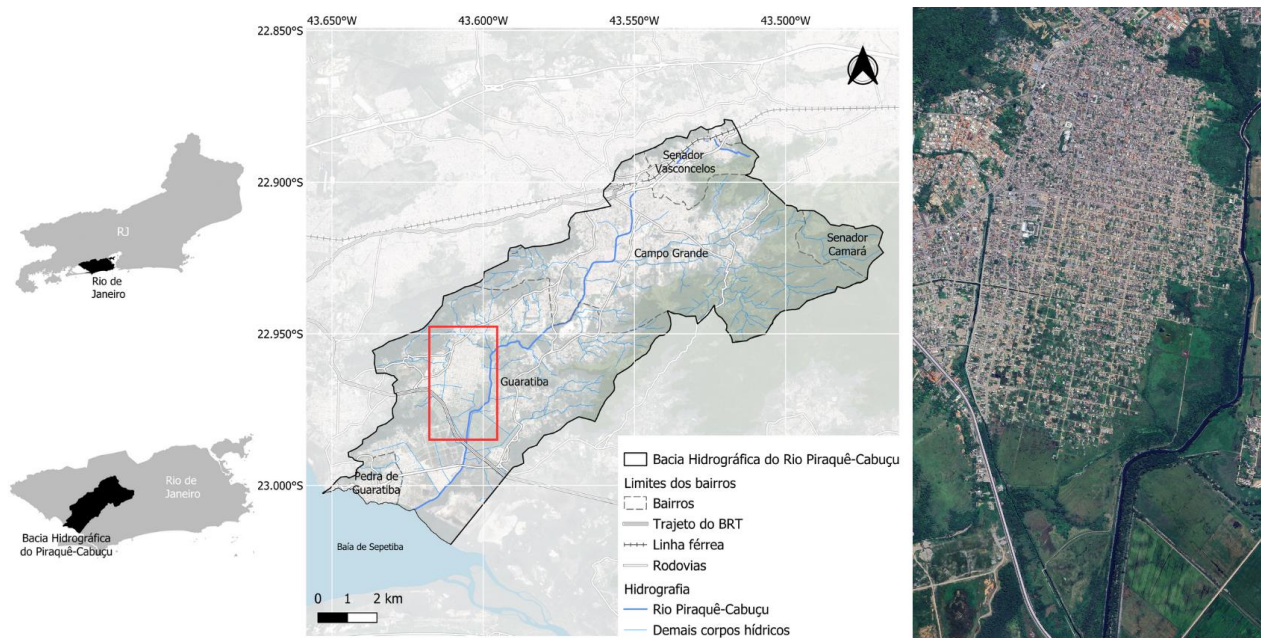 RJ
Rio de
Janeiro
Rio de
Janeiro
Bacia Hidrográfica
do Piraquê-Cabuçu
43.650°W
43.600°W
43.550°W
43.500°W
22.850°S
22.900°S
22.950°S
23.000°S
Senador
Vasconcelos
Campo Grande
Senador
Camará
Guaratiba
Pedra de
Guaratiba
Baía de Sepetiba
0 1 2 km
Bacia Hidrográfica do Rio Piraquê-Cabuçu
Limites dos bairros
Bairros
Trajeto do BRT
Linha férrea
Rodovias
Hidrografia
Rio Piraquê-Cabuçu
Demais corpos hídricos